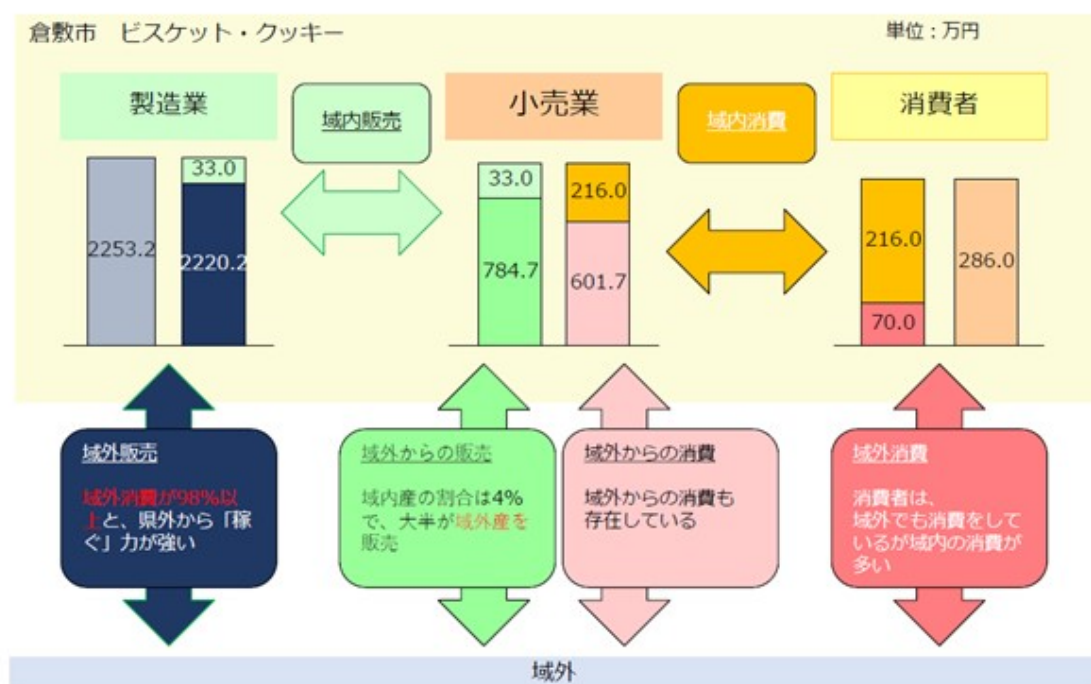 倉敷市 ビスケット・クッキー
単位：万円
製造業
域内販売
小売業
域内消費
消費者
2253.2
33.0
2220.2
33.0
784.7
216.0
601.7
216.0
70.0
286.0
域外販売
域外消費が98%以
上と、県外から「稼
ぐ」力が強い
域外からの販売
域内産の割合は4%
で、大半が域外産を
販売
域外からの消費
域外からの消費も
存在している
域外消費
消費者は、
域外でも消費をして
いるが域内の消費が
多い
域外